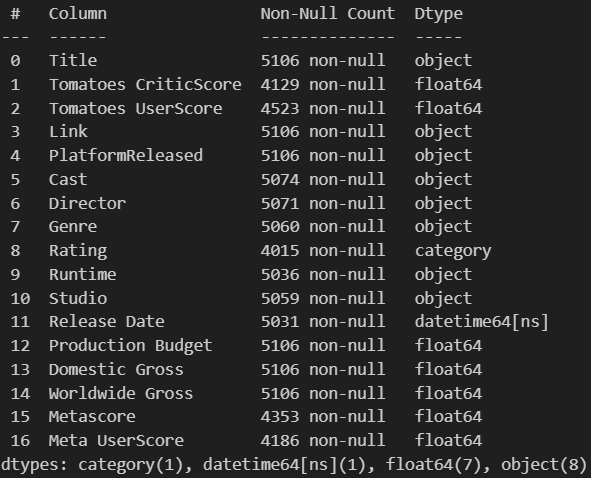 #   Column                Non-Null Count  Dtype
---  ------                --------------  -----
 0   Title                 5106 non-null   object
 1   Tomatoes CriticScore  4129 non-null   float64
 2   Tomatoes UserScore    4523 non-null   float64
 3   Link                  5106 non-null   object
 4   PlatformReleased      5106 non-null   object
 5   Cast                  5074 non-null   object
 6   Director              5071 non-null   object
 7   Genre                 5060 non-null   object
 8   Rating                4015 non-null   category
 9   Runtime               5036 non-null   object
 10  Studio                5059 non-null   object
 11  Release Date          5031 non-null   datetime64[ns]
 12  Production Budget     5106 non-null   float64
 13  Domestic Gross        5106 non-null   float64
 14  Worldwide Gross       5106 non-null   float64
 15  Metascore             4353 non-null   float64
 16  Meta UserScore        4186 non-null   float64
dtypes: category(1), datetime64[ns](1), float64(7), object(8)